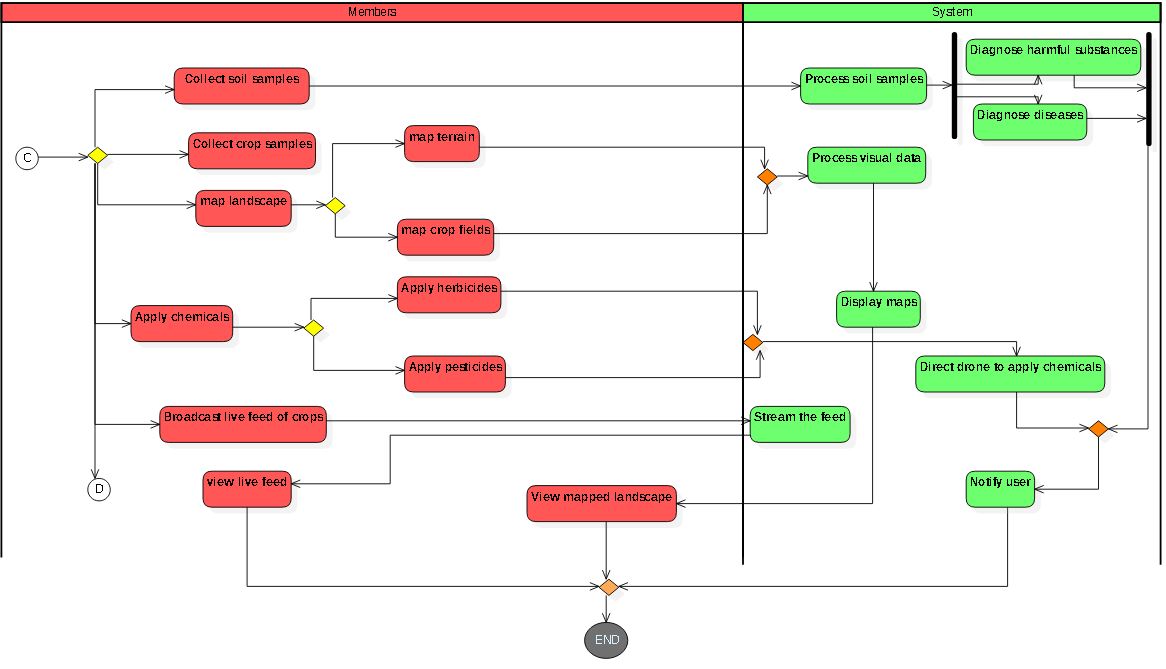 Members
System
Diagnose harmful substances
Collect soil samples
Process soil samples
Diagnose diseases
map terrain
Collect crop samples
C
Process visual data
map landscape
map crop fields
Apply herbicides
Display maps
Apply chemicals
Apply pesticides
Direct drone to apply chemicals
Broadcast live feed of crops
Stream the feed
view live feed
Notify user
D
View mapped landscape
END